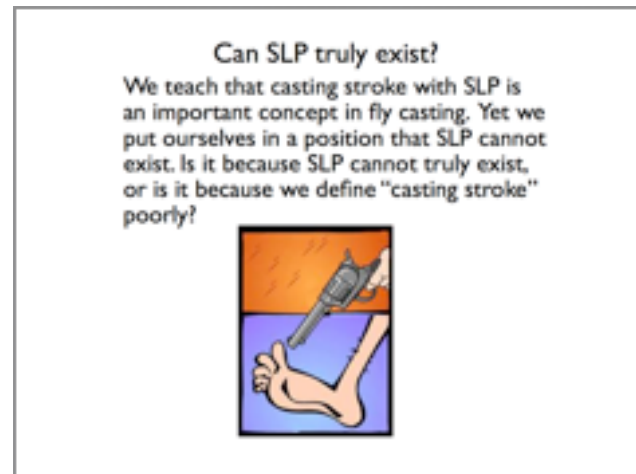 Can SLP truly exist?
We teach that casting stroke with SLP is
an important concept in fly casting. Yet we
put ourselves in a position that SLP cannot
exist. Is it because SLP cannot truly exist,
or is it because we define “casting stroke”
poorly?